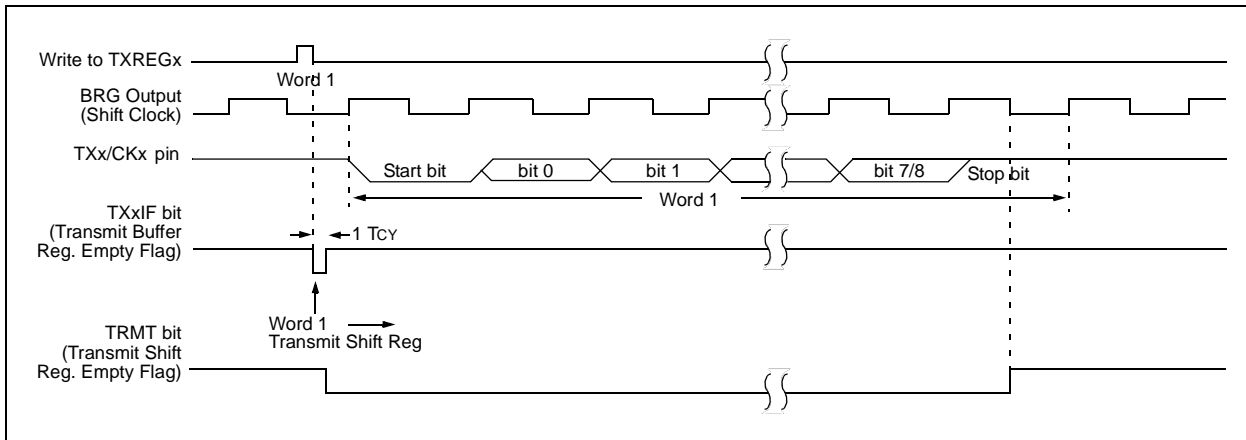 Write to TXREGx
Word 1
BRG Output
(Shift Clock)
TXx/CKx pin
Start bit
bit 0
bit 1
bit 7/8
Stop bit
Word 1
TXxIF bit
(Transmit Buffer
Reg. Empty Flag)
1 TCY
Word 1
Transmit Shift Reg
TRMT bit
(Transmit Shift
Reg. Empty Flag)